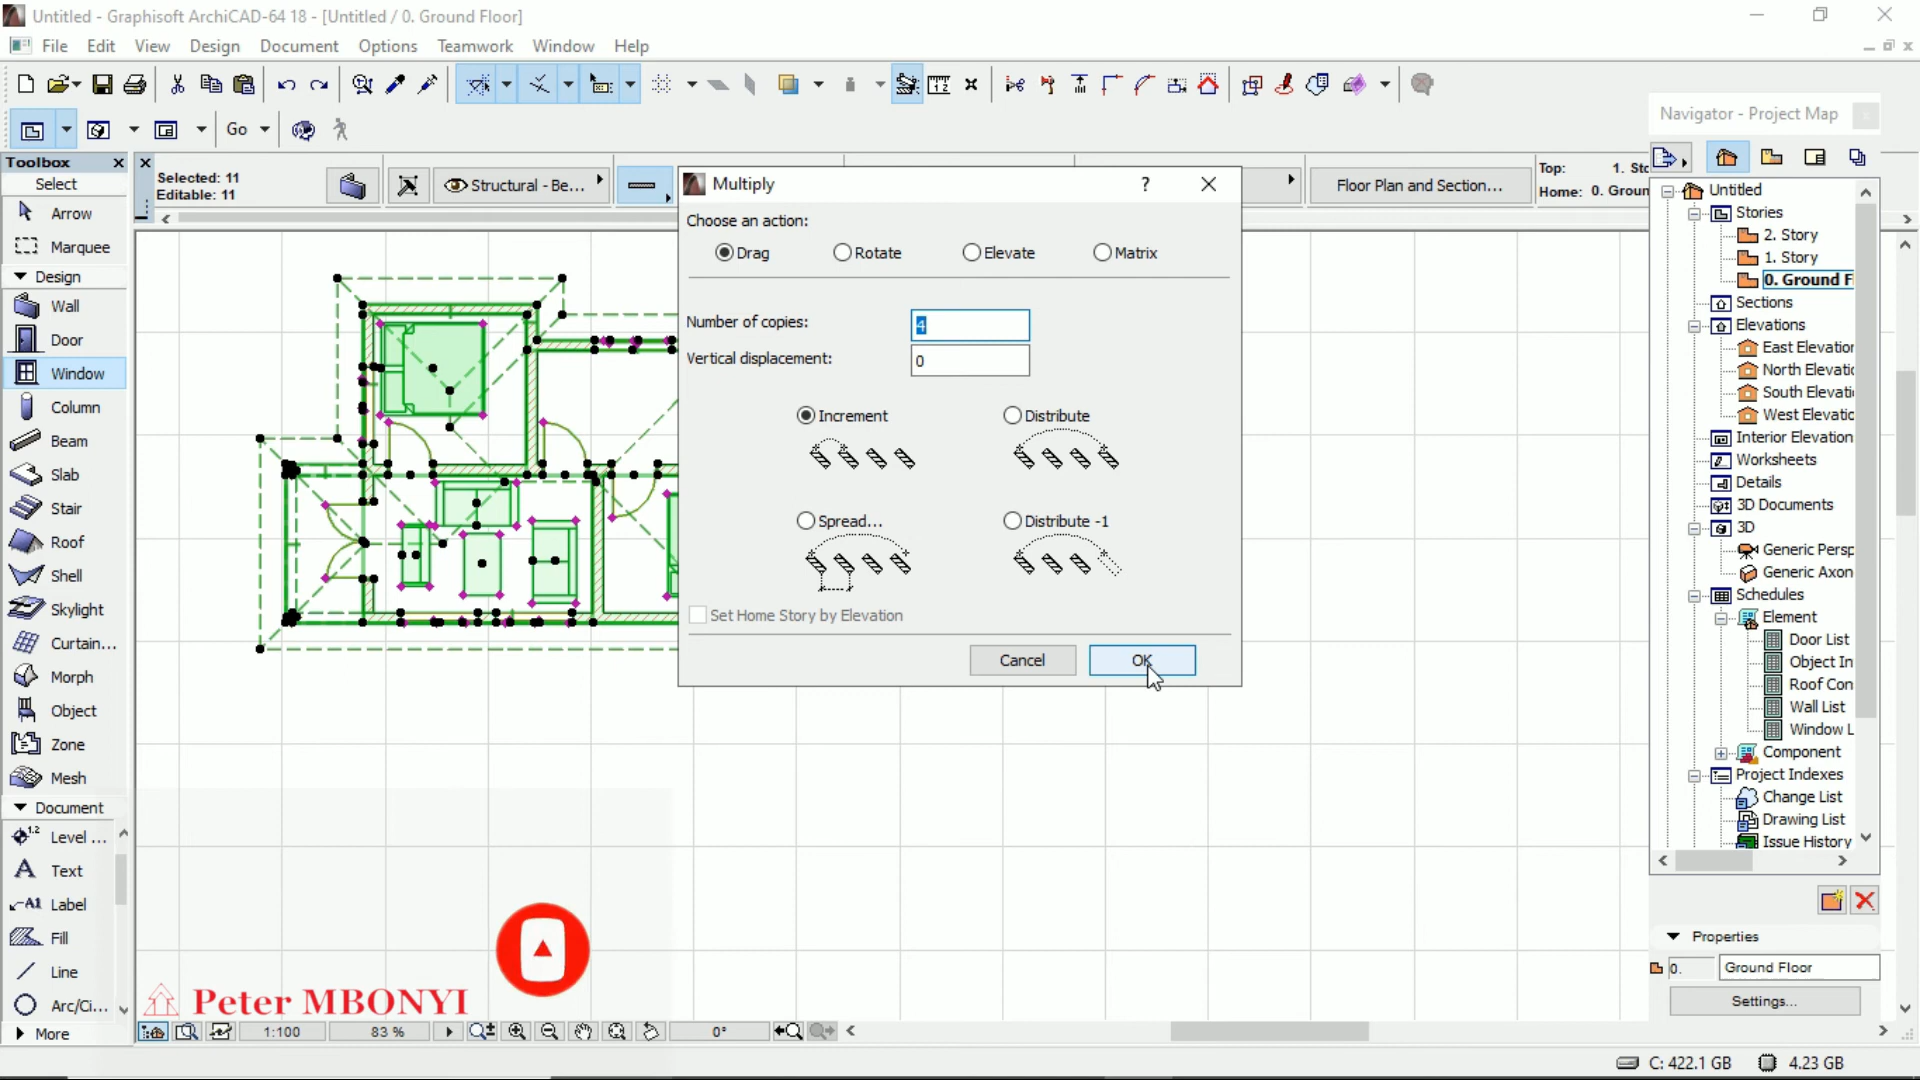 Untitled - Graphisoft ArchiCAD-64 18 - [Untitled / 0. Ground Floor]
File Edit View Design Document Options Teamwork Window Help
Go
Navigator - Project Map
Toolbox
Select
Arrow
Marquee
Design
Wall
Door
Window
Column
Beam
Slab
Stair
Roof
Shell
Skylight
Curtain...
Morph
Object
Zone
Mesh
Document
Level ...
Text
A1 Label
Fill
Line
Arc/Ci...
More
Selected: 11
Editable: 11
Structural - Be...
Floor Plan and Section...
Top: 1. Sto
Home: 0. Groun
Multiply
?
Choose an action:
Drag Rotate Elevate Matrix
Number of copies: 4
Vertical displacement: 0
Increment Distribute
Spread... Distribute -1
Set Home Story by Elevation
Cancel OK
Untitled
Stories
2. Story
1. Story
0. Ground F
Sections
Elevations
East Elevation
North Elevati
South Elevati
West Elevatio
Interior Elevation
Worksheets
Details
3D Documents
3D
Generic Persp
Generic Axon
Schedules
Element
Door List
Object In
Roof Con
Wall List
Window L
Component
Project Indexes
Change List
Drawing List
Issue History
Properties
0. Ground Floor
Settings...
Peter MBONYI
1:100 83 % 0°
C: 422.1 GB 4.23 GB